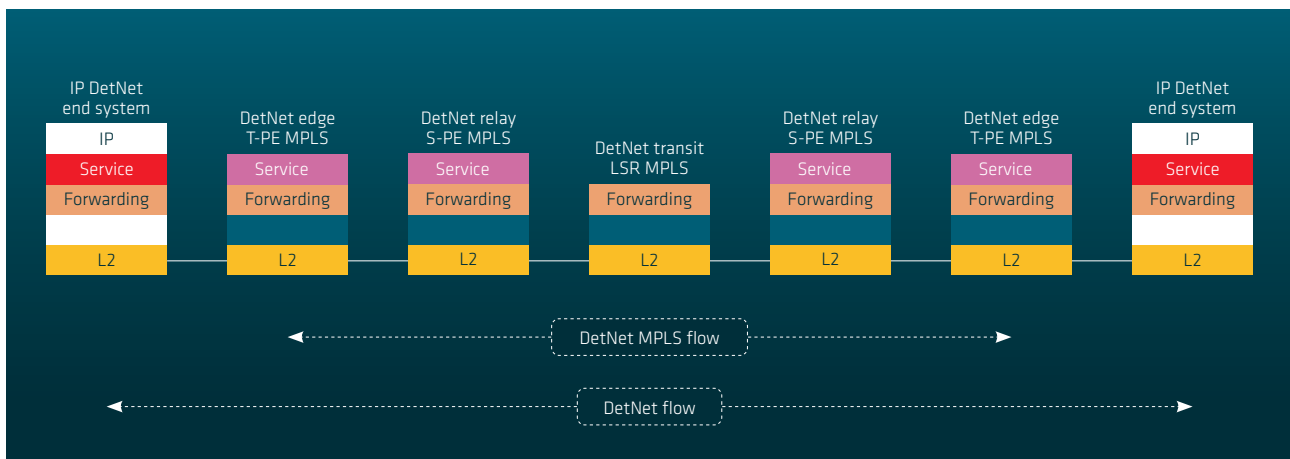 IP DetNet
end system
IP
Service
Forwarding
L2
DetNet edge
T-PE MPLS
Service
Forwarding
L2
DetNet relay
S-PE MPLS
Service
Forwarding
L2
DetNet transit
LSR MPLS
Forwarding
L2
DetNet relay
S-PE MPLS
Service
Forwarding
L2
DetNet edge
T-PE MPLS
Service
Forwarding
L2
IP DetNet
end system
IP
Service
Forwarding
L2
DetNet MPLS flow
DetNet flow